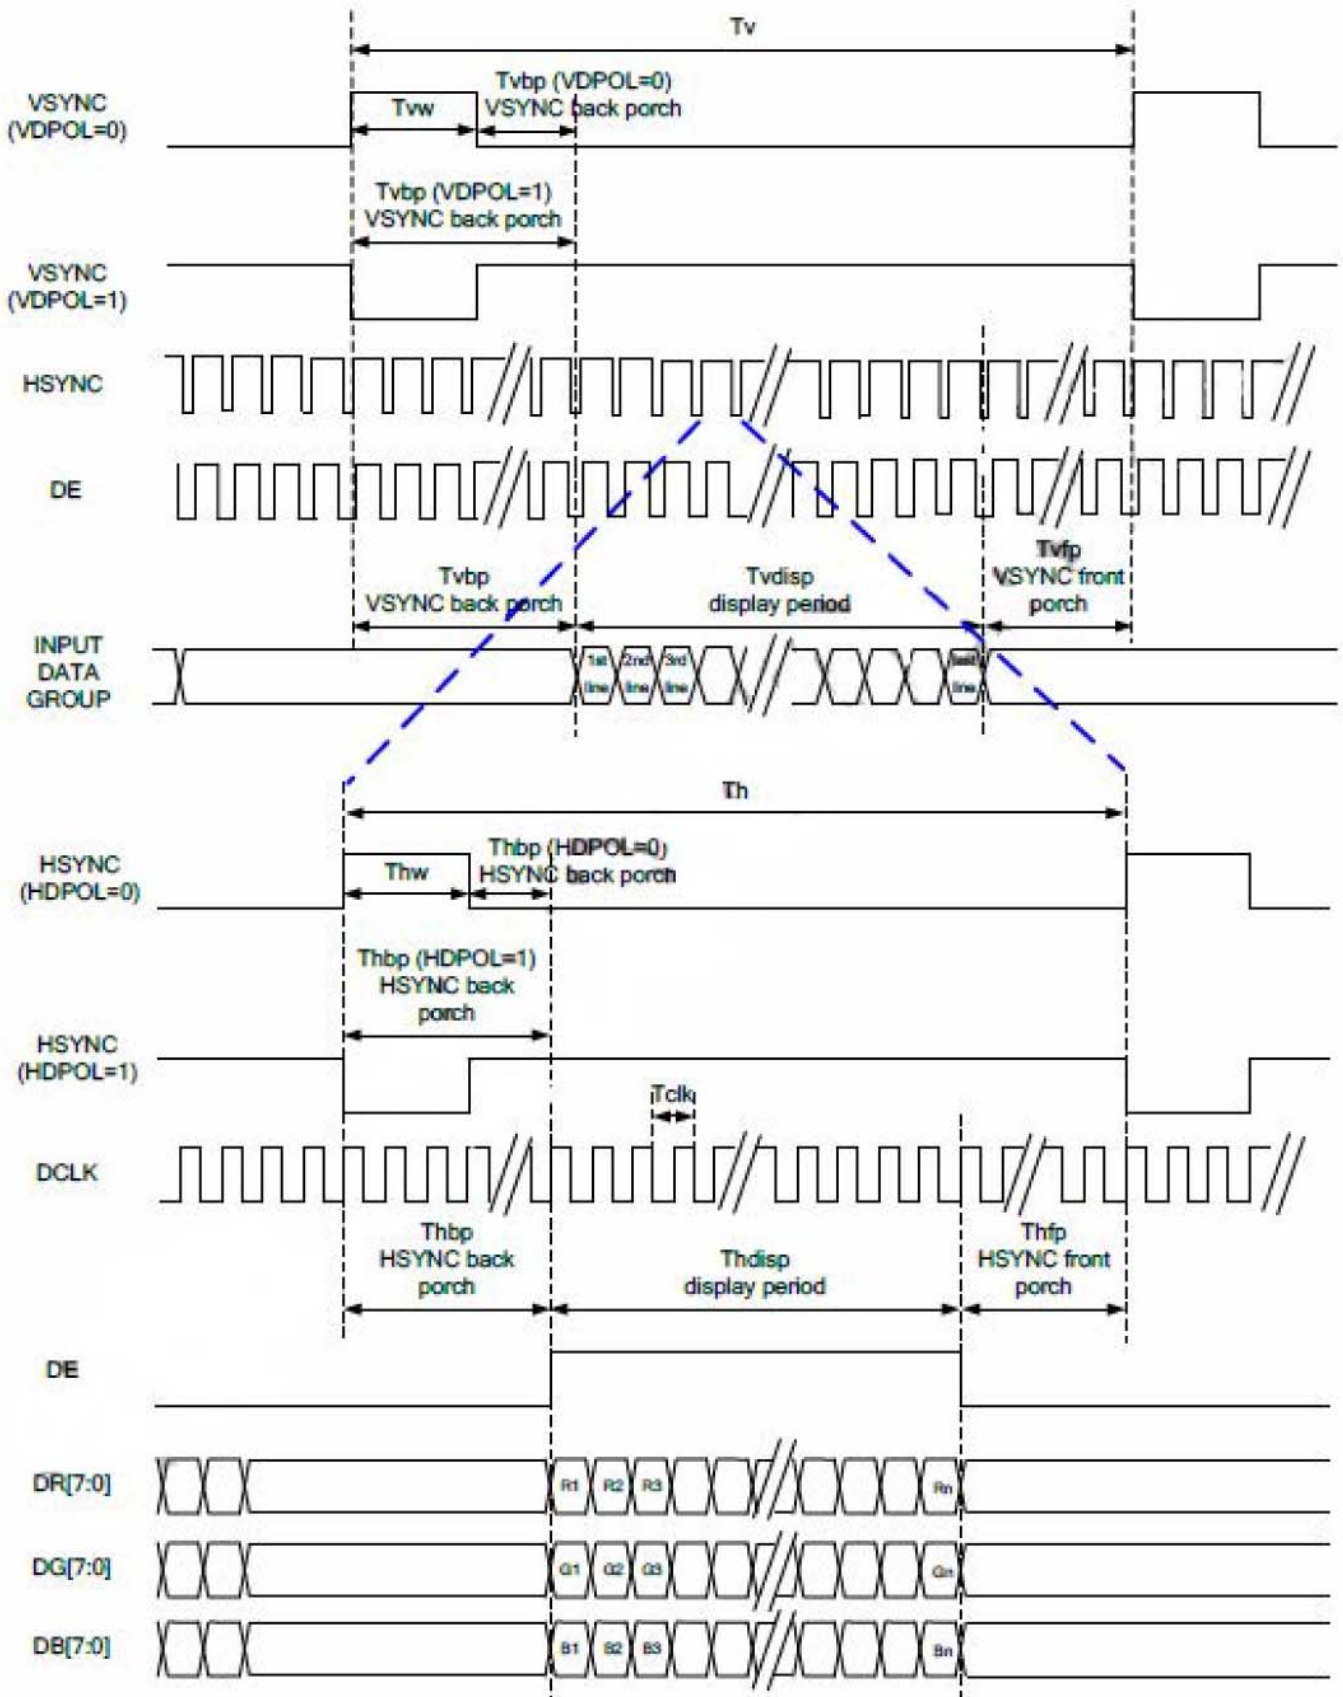 Tv
Tvbp (VDPOL=0)
VSYNC back porch
VSYNC
(VDPOL=0)
Tvw
Tvbp (VDPOL=1)
VSYNC back porch
VSYNC
(VDPOL=1)
HSYNC
DE
Tvbp
VSYNC back porch
Tvdisp
display period
Tvfp
VSYNC front
porch
INPUT
DATA
GROUP
1st
line
2nd
line
3rd
line
last
line
Th
HSYNC
(HDPOL=0)
Thw
Thbp (HDPOL=0)
HSYNC back porch
Thbp (HDPOL=1)
HSYNC back
porch
HSYNC
(HDPOL=1)
Tclk
DCLK
Thbp
HSYNC back
porch
Thdisp
display period
Thfp
HSYNC front
porch
DE
DR[7:0]
R1 R2 R3 Rn
DG[7:0]
G1 G2 G3 Gn
DB[7:0]
B1 B2 B3 Bn